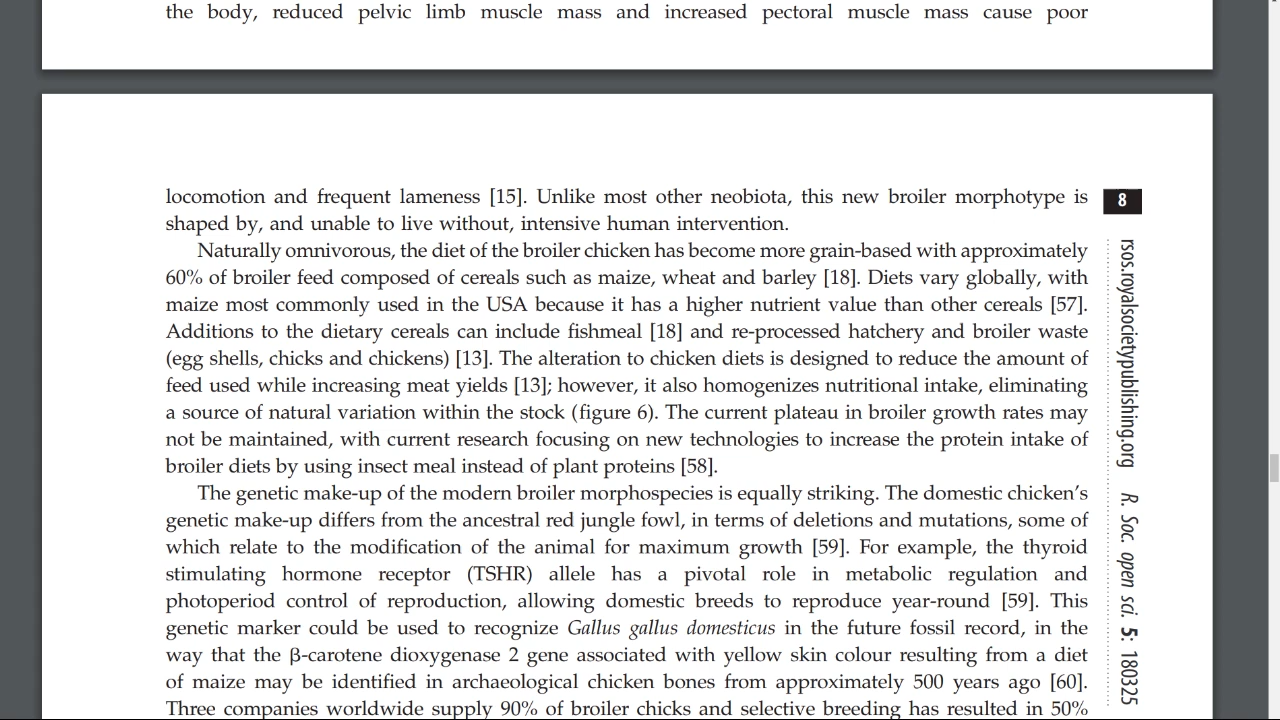 the body, reduced pelvic limb muscle mass and increased pectoral muscle mass cause poor
locomotion and frequent lameness [15]. Unlike most other neobiota, this new broiler morphotype is
shaped by, and unable to live without, intensive human intervention.
Naturally omnivorous, the diet of the broiler chicken has become more grain-based with approximately
60% of broiler feed composed of cereals such as maize, wheat and barley [18]. Diets vary globally, with
maize most commonly used in the USA because it has a higher nutrient value than other cereals [57].
Additions to the dietary cereals can include fishmeal [18] and re-processed hatchery and broiler waste
(egg shells, chicks and chickens) [13]. The alteration to chicken diets is designed to reduce the amount of
feed used while increasing meat yields [13]; however, it also homogenizes nutritional intake, eliminating
a source of natural variation within the stock (figure 6). The current plateau in broiler growth rates may
not be maintained, with current research focusing on new technologies to increase the protein intake of
broiler diets by using insect meal instead of plant proteins [58].
The genetic make-up of the modern broiler morphospecies is equally striking. The domestic chicken's
genetic make-up differs from the ancestral red jungle fowl, in terms of deletions and mutations, some of
which relate to the modification of the animal for maximum growth [59]. For example, the thyroid
stimulating hormone receptor (TSHR) allele has a pivotal role in metabolic regulation and
photoperiod control of reproduction, allowing domestic breeds to reproduce year-round [59]. This
genetic marker could be used to recognize Gallus gallus domesticus in the future fossil record, in the
way that the β-carotene dioxygenase 2 gene associated with yellow skin colour resulting from a diet
of maize may be identified in archaeological chicken bones from approximately 500 years ago [60].
Three companies worldwide supply 90% of broiler chicks and selective breeding has resulted in 50%
8
rsos.royalsocietypublishing.org R. Soc. open sci. 5: 180325